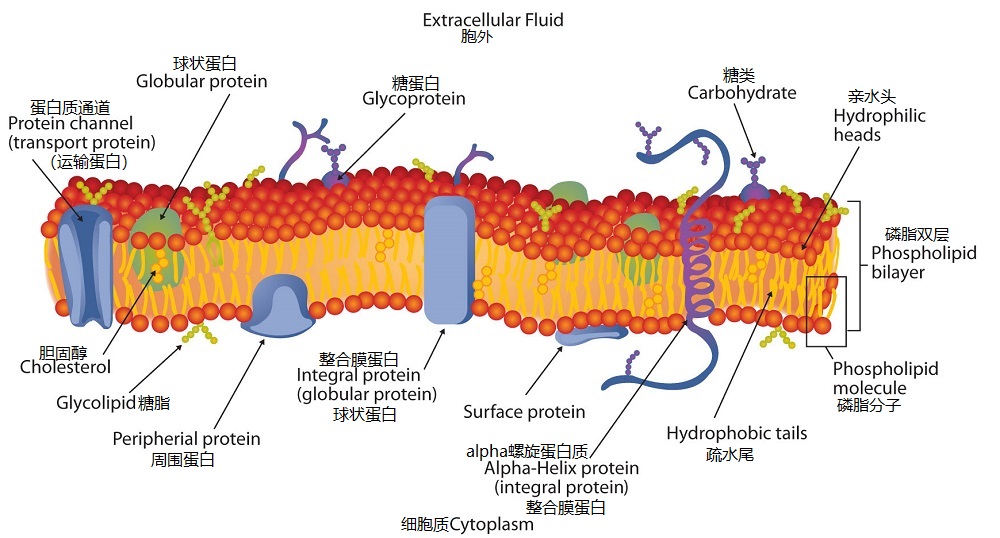 Extracellular Fluid
胞外
球状蛋白
Globular protein
糖蛋白
Glycoprotein
糖类
Carbohydrate
亲水头
Hydrophilic
heads
蛋白质通道
Protein channel
(transport protein)
(运输蛋白)
磷脂双层
Phospholipid
bilayer
胆固醇
Cholesterol
Glycolipid糖脂
Peripherial protein
周围蛋白
整合膜蛋白
Integral protein
(globular protein)
球状蛋白
Surface protein
alpha螺旋蛋白质
Alpha-Helix protein
(integral protein)
整合膜蛋白
Hydrophobic tails
疏水尾
Phospholipid
molecule
磷脂分子
细胞质Cytoplasm